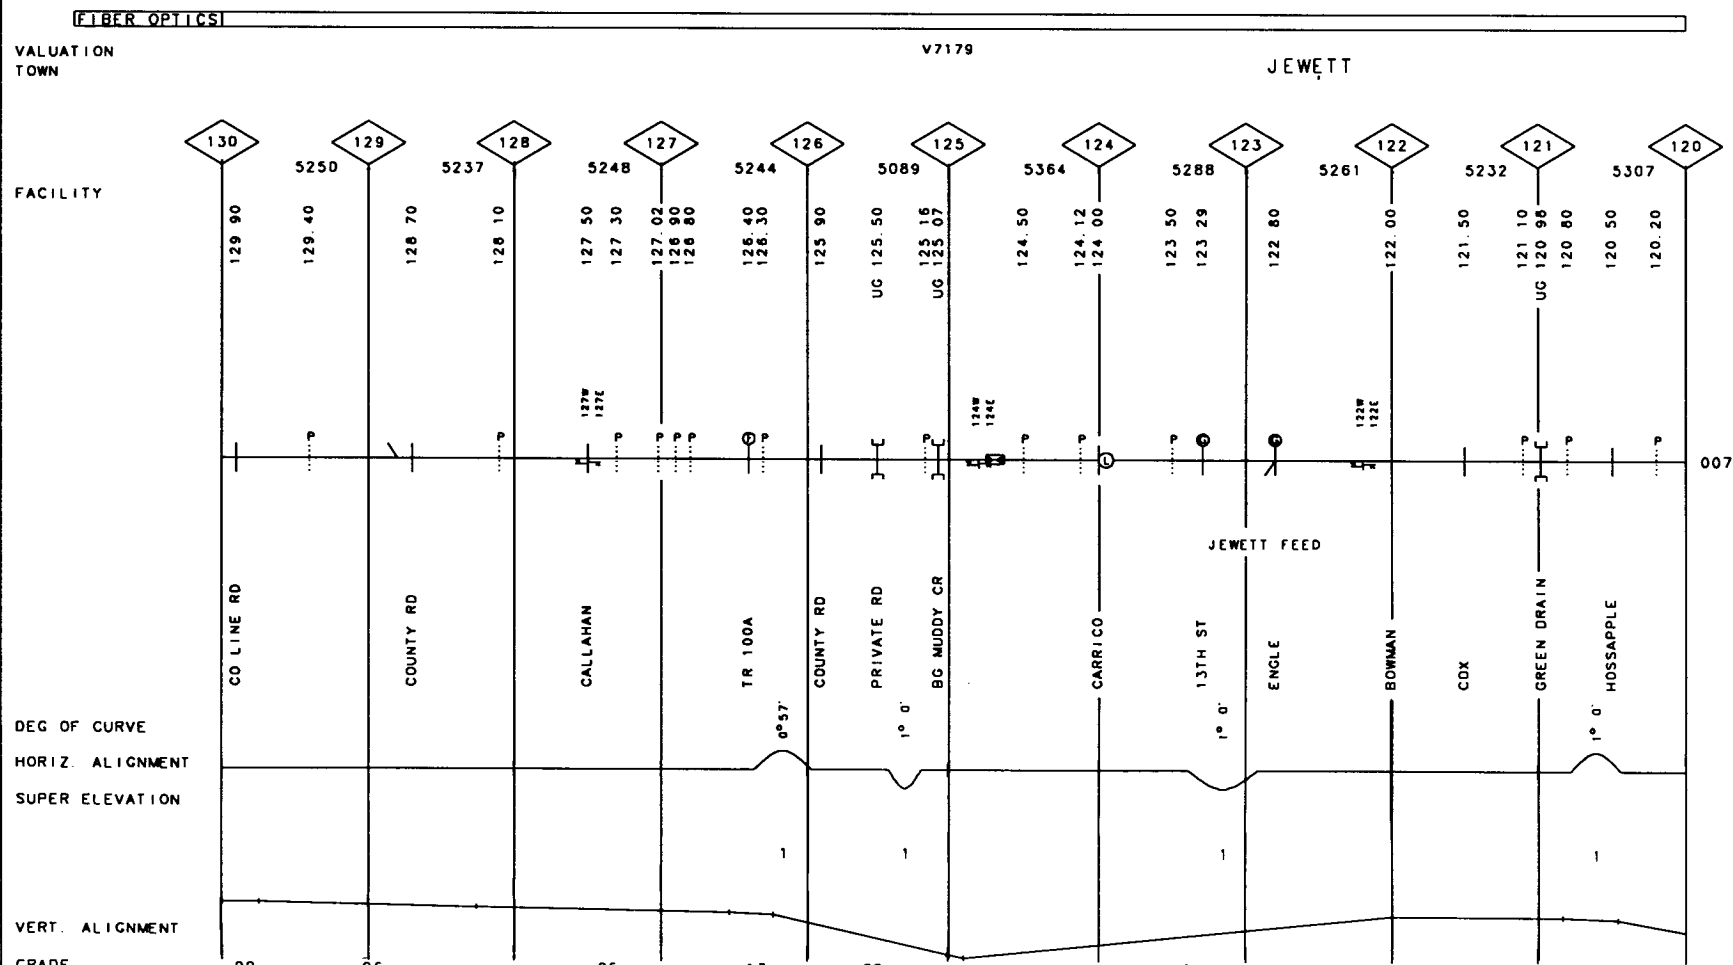 FIBER OPTICS
VALUATION
V7179
TOWN
JEWETT
130 129 128 127 126 125 124 123 122 121 120
5250 5237 5248 5244 5089 5364 5288 5261 5232 5307
FACILITY
129 90
129.40
128 70
128 10
127 50
127 30
127.02
126 90
126 80
126.40
126.30
125 90
UG 125.50
125 16
UG 125 07
124.50
124.12
124 00
123 50
123 29
122 80
122.00
121.50
121 10
UG 120 98
120 80
120 50
120.20
127W
127E
124W
124E
122W
122E
P P P P P P P P P P P P P P
L
007
JEWETT FEED
CO LINE RD
COUNTY RD
CALLAHAN
TR 100A
COUNTY RD
PRIVATE RD
BG MUDDY CR
CARRICO
13TH ST
ENGLE
BOWMAN
COX
GREEN DRAIN
HOSSAPPLE
DEG OF CURVE
0°57'
1° 0'
1° 0'
1° 0'
HORIZ. ALIGNMENT
SUPER ELEVATION
1 1 1 1
VERT. ALIGNMENT
GRADE